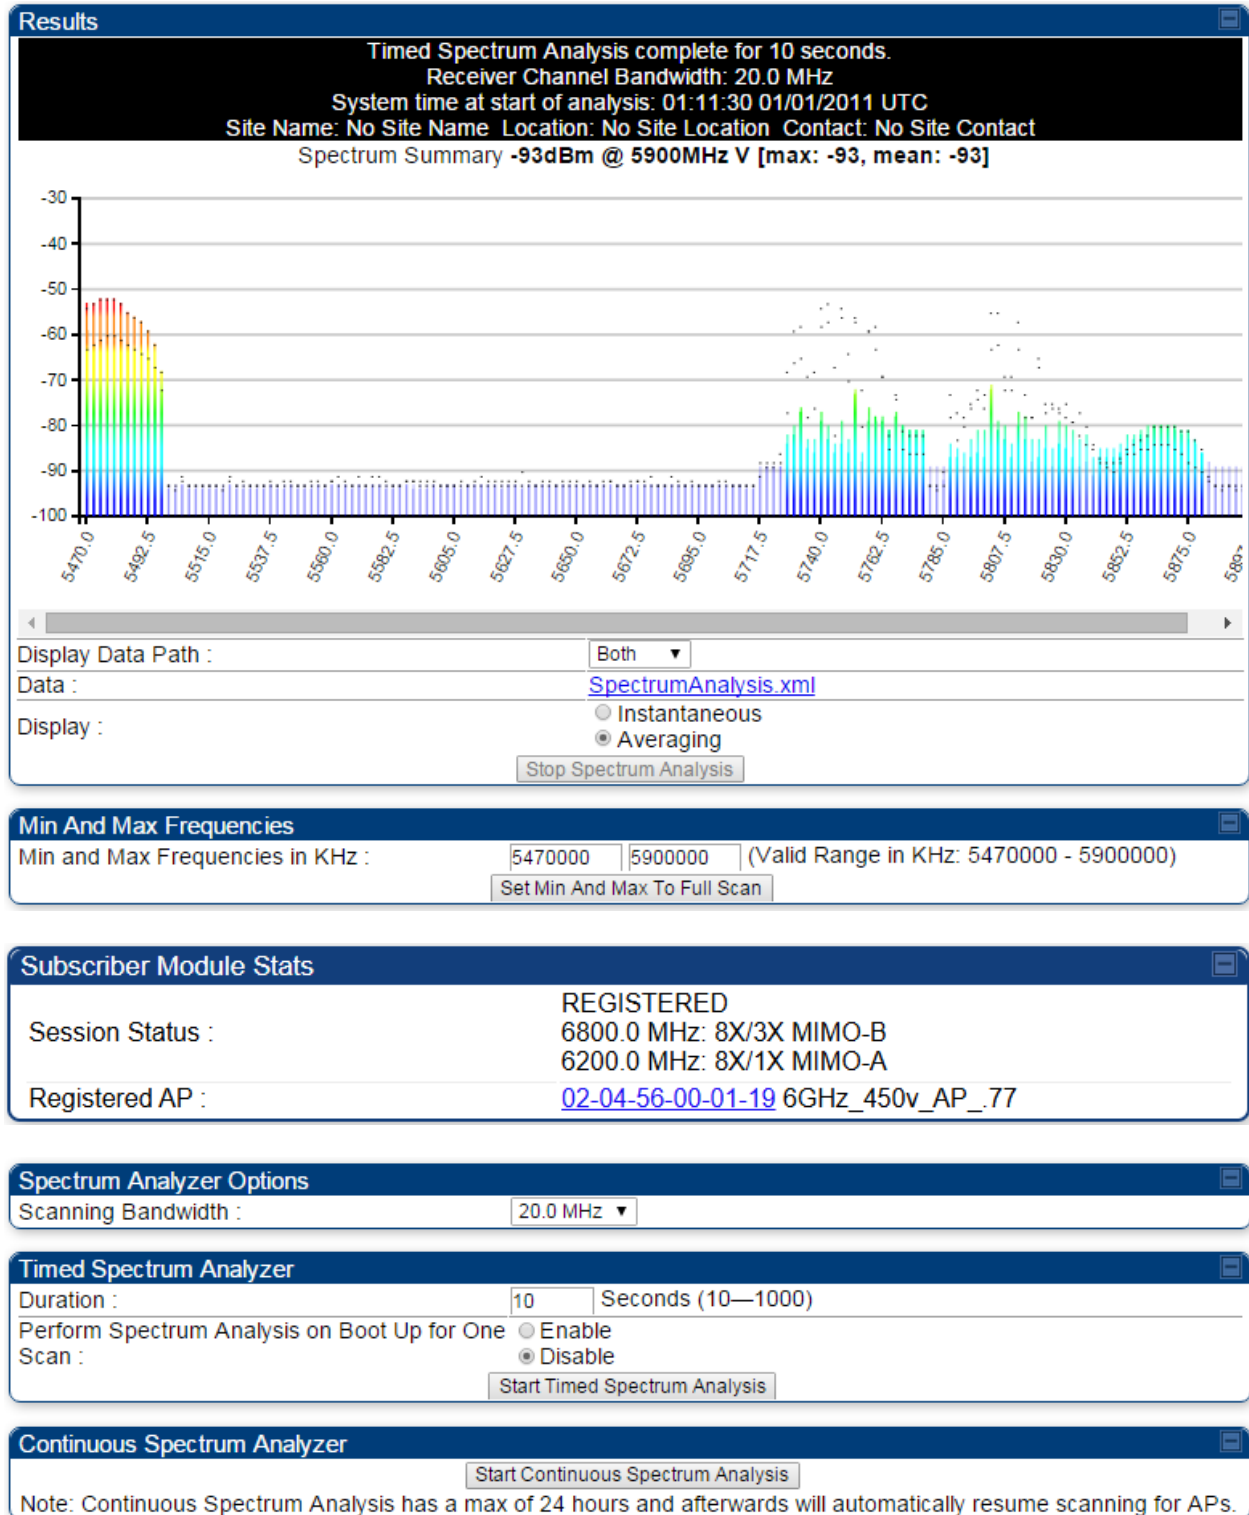 Results
Timed Spectrum Analysis complete for 10 seconds.
Receiver Channel Bandwidth: 20.0 MHz
System time at start of analysis: 01:11:30 01/01/2011 UTC
Site Name: No Site Name Location: No Site Location Contact: No Site Contact
Spectrum Summary -93dBm @ 5900MHz V [max: -93, mean: -93]
-30
-40
-50
-60
-70
-80
-90
-100
5470.0 5492.5 5515.0 5537.5 5560.0 5582.5 5605.0 5627.5 5650.0 5672.5 5695.0 5717.5 5740.0 5762.5 5785.0 5807.5 5830.0 5852.5 5875.0
Display Data Path : Both
Data : SpectrumAnalysis.xml
Display : Instantaneous
Averaging
Stop Spectrum Analysis
Min And Max Frequencies
Min and Max Frequencies in KHz : 5470000 5900000 (Valid Range in KHz: 5470000 - 5900000)
Set Min And Max To Full Scan
Subscriber Module Stats
Session Status : REGISTERED
6800.0 MHz: 8X/3X MIMO-B
6200.0 MHz: 8X/1X MIMO-A
Registered AP : 02-04-56-00-01-19 6GHz_450v_AP_.77
Spectrum Analyzer Options
Scanning Bandwidth : 20.0 MHz
Timed Spectrum Analyzer
Duration : 10 Seconds (10—1000)
Perform Spectrum Analysis on Boot Up for One Enable
Scan : Disable
Start Timed Spectrum Analysis
Continuous Spectrum Analyzer
Start Continuous Spectrum Analysis
Note: Continuous Spectrum Analysis has a max of 24 hours and afterwards will automatically resume scanning for APs.